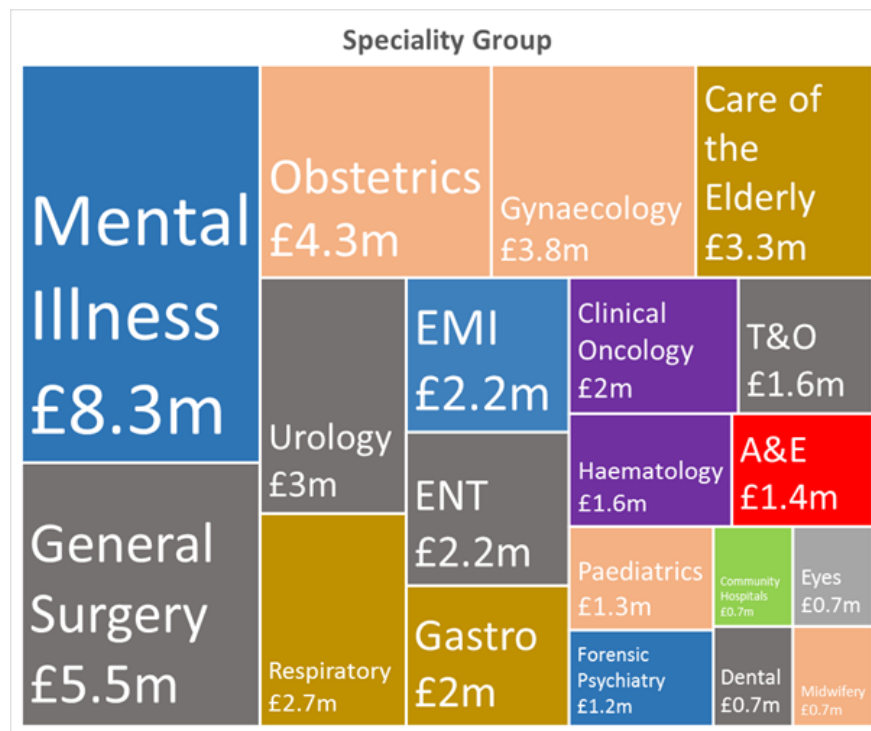 Speciality Group
Mental
Illness
£8.3m
General
Surgery
£5.5m
Obstetrics
£4.3m
Gynaecology
£3.8m
Care of
the
Elderly
£3.3m
Urology
£3m
Respiratory
£2.7m
EMI
£2.2m
ENT
£2.2m
Gastro
£2m
Clinical
Oncology
£2m
T&O
£1.6m
Haematology
£1.6m
A&E
£1.4m
Paediatrics
£1.3m
Forensic
Psychiatry
£1.2m
Community
Hospitals
£0.7m
Eyes
£0.7m
Dental
£0.7m
Midwifery
£0.7m